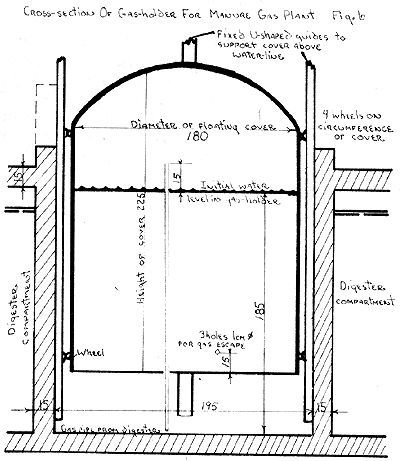 Cross-section Of Gas-holder For Manure Gas Plant Fig. 6
Fixed U-shaped guides to
support cover above
water-line
4 wheels on
circumference
of cover
Diameter of floating cover
180
15
15
Initial water
level in gas-holder
Height of cover 225
185
Digester
compartment
Digester
compartment
3 holes 1cm ø
for gas escape
15
Wheel
15
195
15
Gas pipe from digester